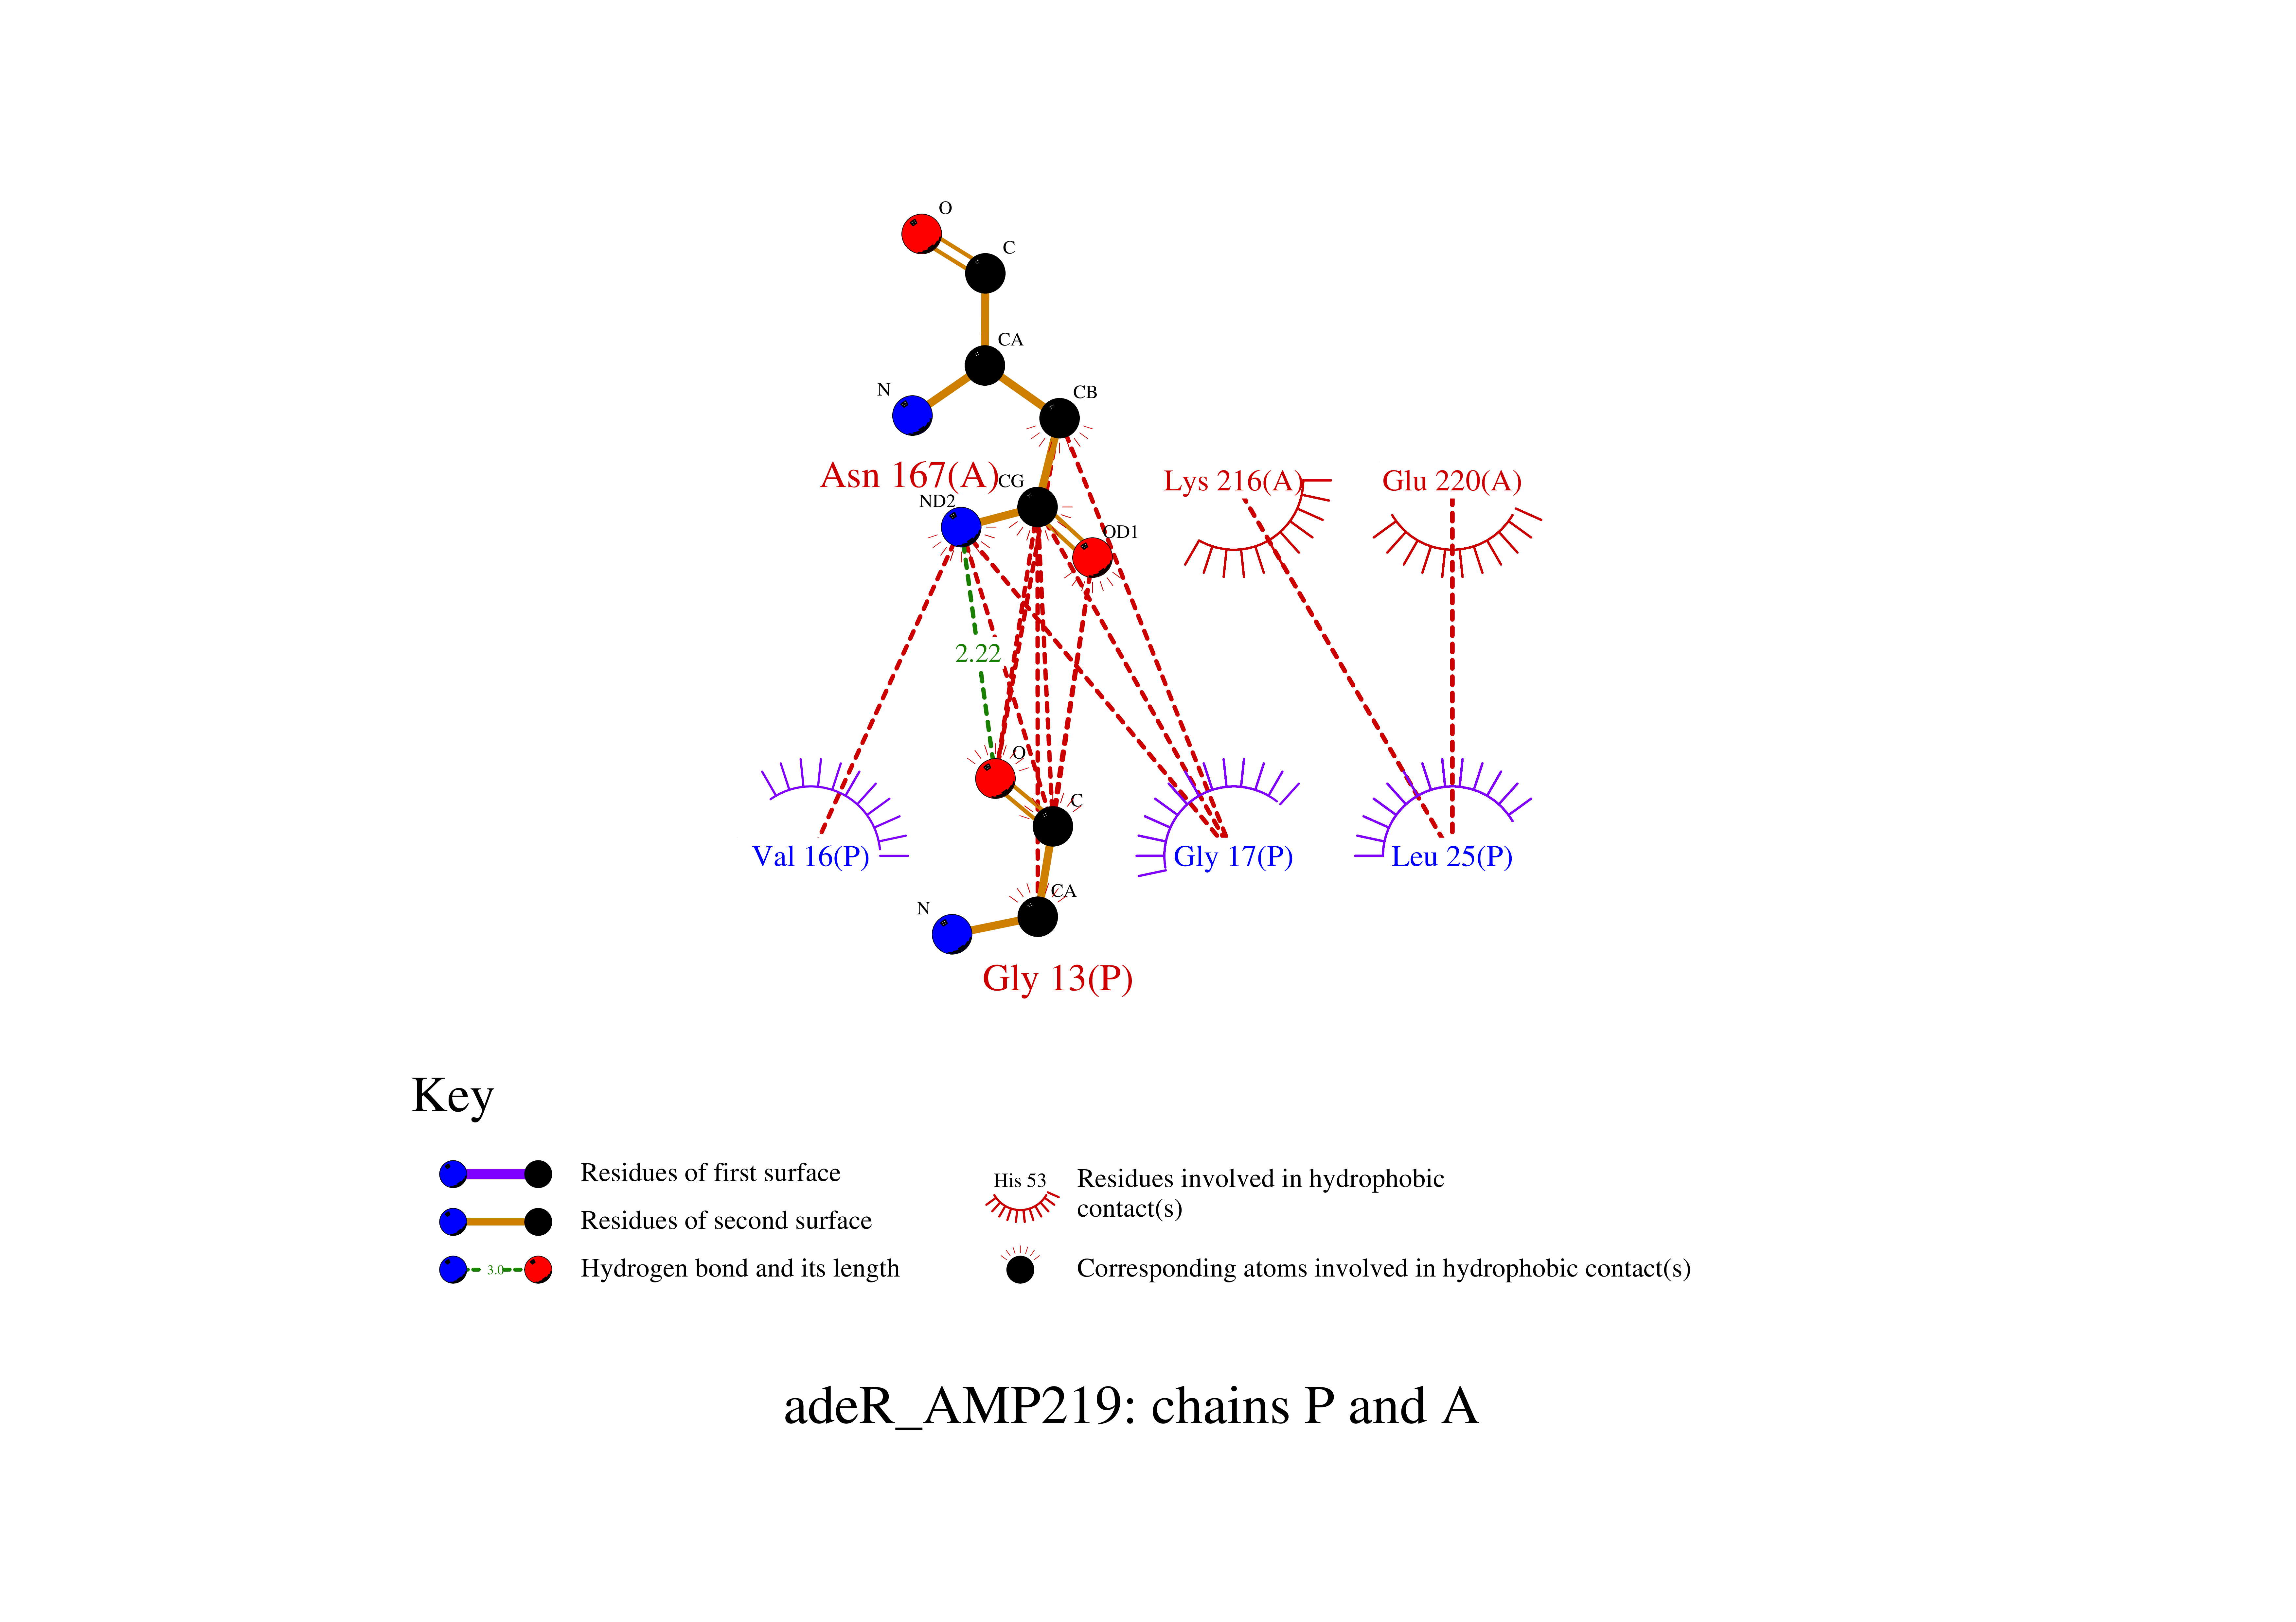 O
C
CA
N
CB
Asn 167(A)
CG
Lys 216(A)
Glu 220(A)
ND2
OD1
2.22
O
C
Val 16(P)
Gly 17(P)
Leu 25(P)
CA
N
Gly 13(P)
Key
Residues of first surface
Residues of second surface
3.0
Hydrogen bond and its length
His 53
Residues involved in hydrophobic
contact(s)
Corresponding atoms involved in hydrophobic contact(s)
adeR_AMP219: chains P and A